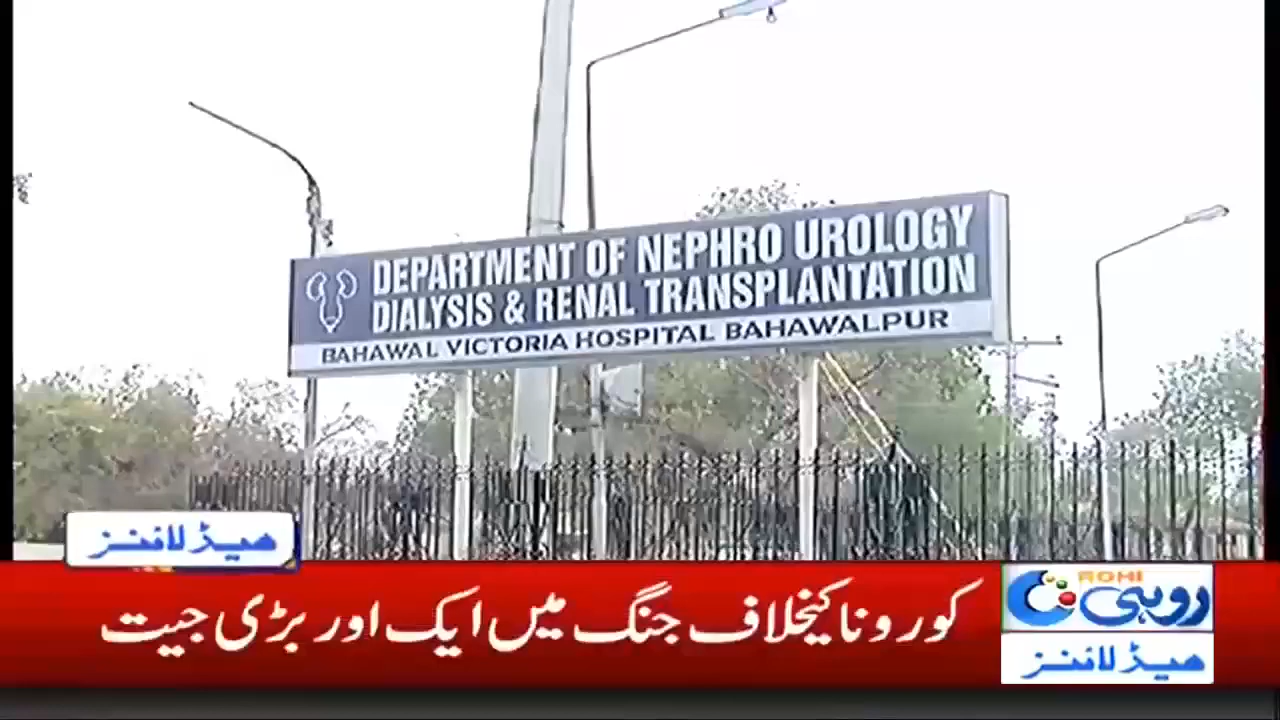 DEPARTMENT OF NEPHRO UROLOGY
DIALYSIS & RENAL TRANSPLANTATION
BAHAWAL VICTORIA HOSPITAL BAHAWALPUR
ہیڈ لائنز
کورونا کیخلاف جنگ میں ایک اور بڑی جیت
ROHI
روہی
ہیڈ لائنز